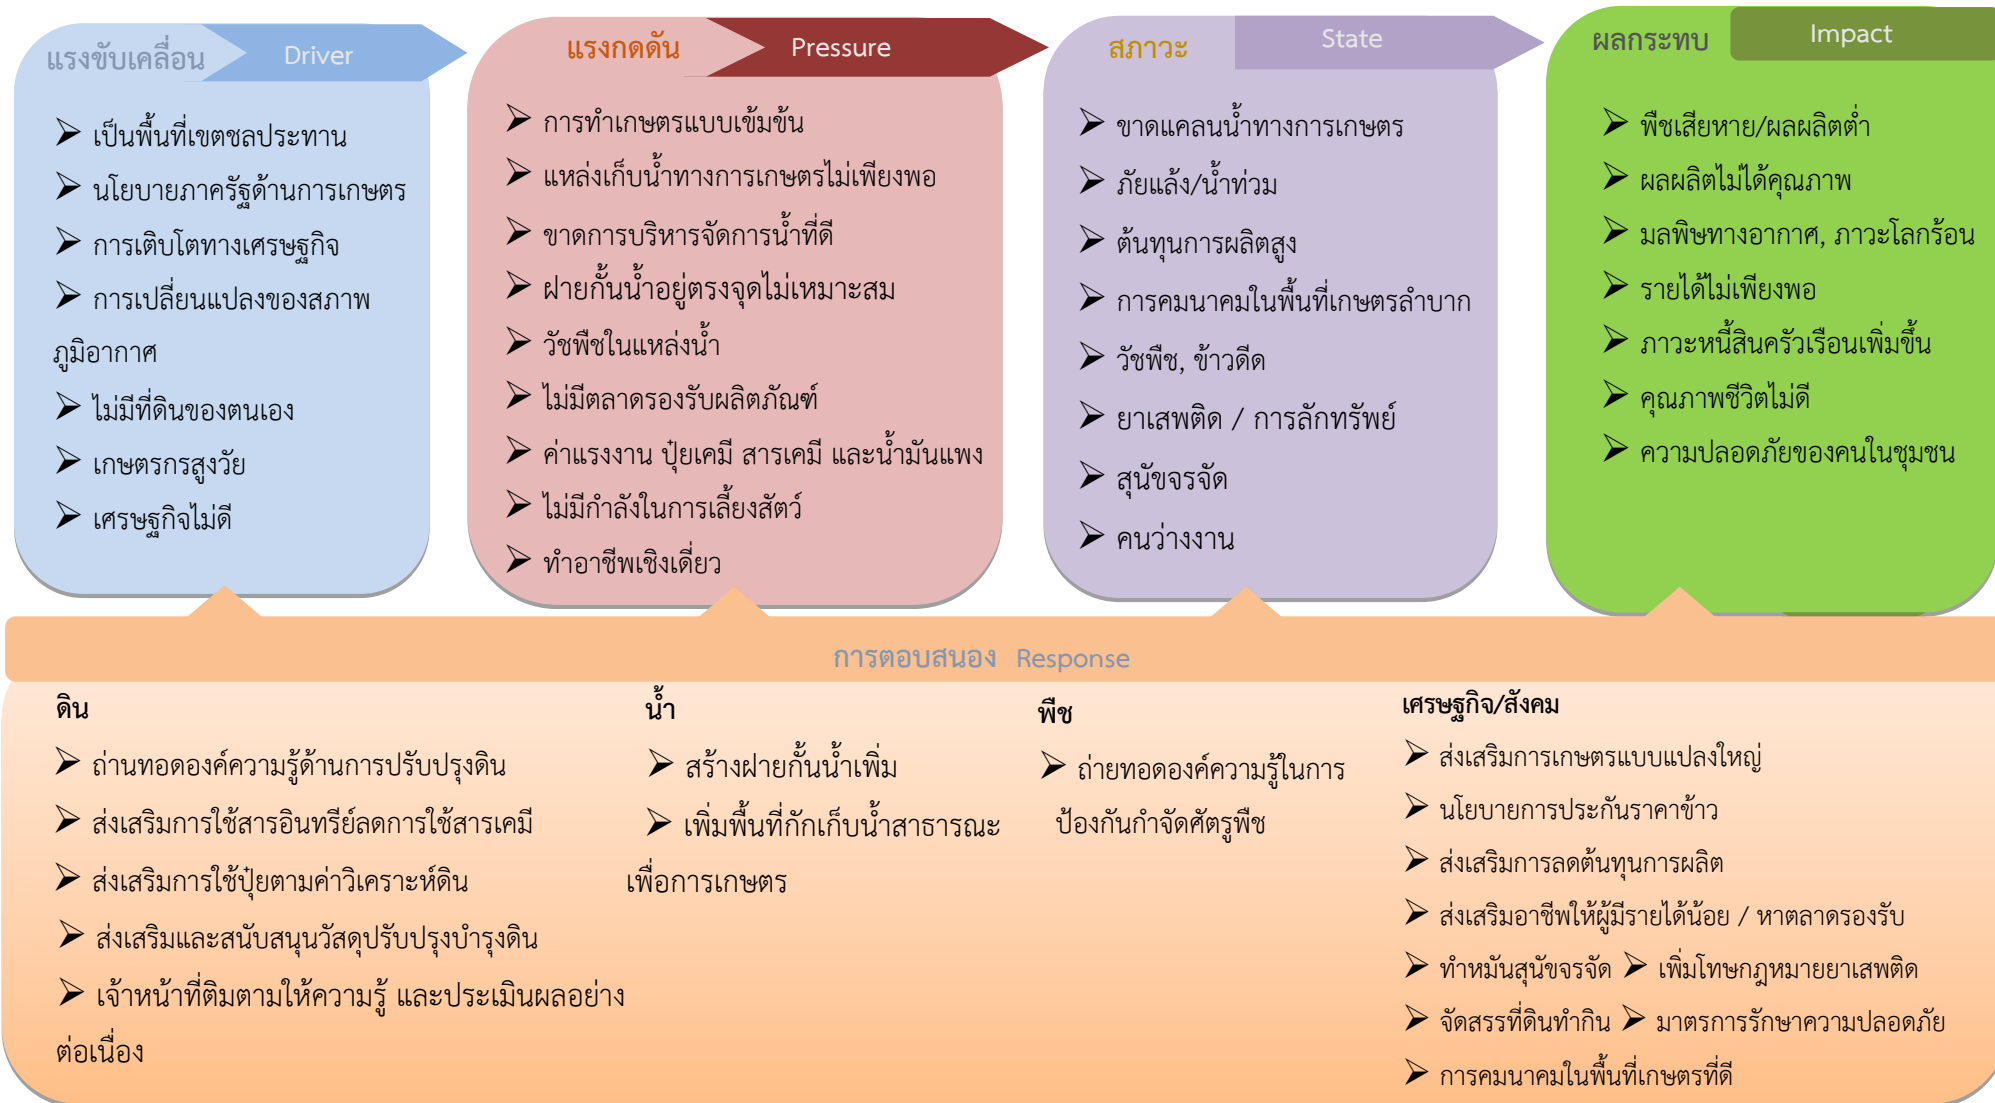 แรงขับเคลื่อน Driver
➢ เป็นพื้นที่เขตชลประทาน
➢ นโยบายภาครัฐด้านการเกษตร
➢ การเติบโตทางเศรษฐกิจ
➢ การเปลี่ยนแปลงของสภาพ
ภูมิอากาศ
➢ ไม่มีที่ดินของตนเอง
➢ เกษตรกรสูงวัย
➢ เศรษฐกิจไม่ดี
แรงกดดัน Pressure
➢ การทำเกษตรแบบเข้มข้น
➢ แหล่งเก็บน้ำทางการเกษตรไม่เพียงพอ
➢ ขาดการบริหารจัดการน้ำที่ดี
➢ ฝายกั้นน้ำอยู่ตรงจุดไม่เหมาะสม
➢ วัชพืชในแหล่งน้ำ
➢ ไม่มีตลาดรองรับผลิตภัณฑ์
➢ ค่าแรงงาน ปุ๋ยเคมี สารเคมี และน้ำมันแพง
➢ ไม่มีกำลังในการเลี้ยงสัตว์
➢ ทำอาชีพเชิงเดี่ยว
สภาวะ State
➢ ขาดแคลนน้ำทางการเกษตร
➢ ภัยแล้ง/น้ำท่วม
➢ ต้นทุนการผลิตสูง
➢ การคมนาคมในพื้นที่เกษตรลำบาก
➢ วัชพืช, ข้าวดีด
➢ ยาเสพติด / การลักทรัพย์
➢ สุนัขจรจัด
➢ คนว่างงาน
ผลกระทบ Impact
➢ พืชเสียหาย/ผลผลิตต่ำ
➢ ผลผลิตไม่ได้คุณภาพ
➢ มลพิษทางอากาศ, ภาวะโลกร้อน
➢ รายได้ไม่เพียงพอ
➢ ภาวะหนี้สินครัวเรือนเพิ่มขึ้น
➢ คุณภาพชีวิตไม่ดี
➢ ความปลอดภัยของคนในชุมชน
การตอบสนอง Response
ดิน
➢ ถ่านทอดองค์ความรู้ด้านการปรับปรุงดิน
➢ ส่งเสริมการใช้สารอินทรีย์ลดการใช้สารเคมี
➢ ส่งเสริมการใช้ปุ๋ยตามค่าวิเคราะห์ดิน
➢ ส่งเสริมและสนับสนุนวัสดุปรับปรุงบำรุงดิน
➢ เจ้าหน้าที่ติมตามให้ความรู้ และประเมินผลอย่าง
ต่อเนื่อง
น้ำ
➢ สร้างฝายกั้นน้ำเพิ่ม
➢ เพิ่มพื้นที่กักเก็บน้ำสาธารณะ
เพื่อการเกษตร
พืช
➢ ถ่ายทอดองค์ความรู้ในการ
ป้องกันกำจัดศัตรูพืช
เศรษฐกิจ/สังคม
➢ ส่งเสริมการเกษตรแบบแปลงใหญ่
➢ นโยบายการประกันราคาข้าว
➢ ส่งเสริมการลดต้นทุนการผลิต
➢ ส่งเสริมอาชีพให้ผู้มีรายได้น้อย / หาตลาดรองรับ
➢ ทำหมันสุนัขจรจัด ➢ เพิ่มโทษกฎหมายยาเสพติด
➢ จัดสรรที่ดินทำกิน ➢ มาตรการรักษาความปลอดภัย
➢ การคมนาคมในพื้นที่เกษตรที่ดี